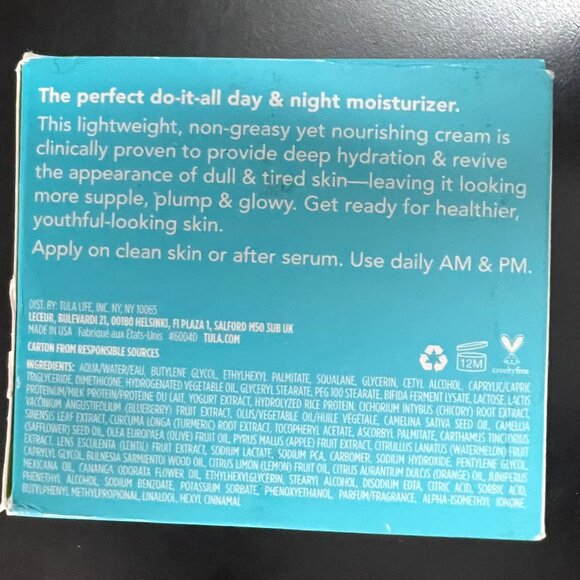 The perfect do-it-all day & night moisturizer.
This lightweight, non-greasy yet nourishing cream is
clinically proven to provide deep hydration & revive
the appearance of dull & tired skin—leaving it looking
more supple, plump & glowy. Get ready for healthier,
youthful-looking skin.
Apply on clean skin or after serum. Use daily AM & PM.
DIST. BY: TULA LIFE, INC. NY, NY 10065
LECEUR, BULEVARDI 21, 00180 HELSINKI, FI PLAZA 1, SALFORD M50 3UB UK
MADE IN USA Fabriqué aux États-Unis #6004D TULA.COM
CARTON FROM RESPONSIBLE SOURCES
12M
crueltyfree
INGREDIENTS: AQUA/WATER/EAU, BUTYLENE GLYCOL, ETHYLHEXYL PALMITATE, SQUALANE, GLYCERIN, CETYL ALCOHOL, CAPRYLIC/CAPRIC
TRIGLYCERIDE, DIMETHICONE, HYDROGENATED VEGETABLE OIL, GLYCERYL STEARATE, PEG 100 STEARATE, BIFIDA FERMENT LYSATE, LACTOSE, LACTIS
PROTEINUM/MILK PROTEIN/PROTÉINE DU LAIT, YOGURT EXTRACT, HYDROLYZED RICE PROTEIN, CICHORIUM INTYBUS (CHICORY) ROOT EXTRACT,
VACCINIUM ANGUSTIFOLIUM (BLUEBERRY) FRUIT EXTRACT, OLUS/VEGETABLE OIL/HUILE VÉGÉTALE, CAMELINA SATIVA SEED OIL, CAMELLIA
SINENSIS LEAF EXTRACT, CURCUMA LONGA (TURMERIC) ROOT EXTRACT, TOCOPHERYL ACETATE, ASCORBYL PALMITATE, CARTHAMUS TINCTORIUS
(SAFFLOWER) SEED OIL, OLEA EUROPAEA (OLIVE) FRUIT OIL, PYRUS MALUS (APPLE) FRUIT EXTRACT, CITRULLUS LANATUS (WATERMELON) FRUIT
EXTRACT, LENS ESCULENTA (LENTIL) FRUIT EXTRACT, SODIUM LACTATE, SODIUM PCA, CARBOMER, SODIUM HYDROXIDE, PENTYLENE GLYCOL,
CAPRYLYL GLYCOL, BULNESIA SARMIENTOI WOOD OIL, CITRUS LIMON (LEMON) FRUIT OIL, CITRUS AURANTIUM DULCIS (ORANGE) OIL, JUNIPERUS
MEXICANA OIL, CANANGA ODORATA FLOWER OIL, ETHYLHEXYLGLYCERIN, STEARYL ALCOHOL, DISODIUM EDTA, CITRIC ACID, SORBIC ACID,
PHENETHYL ALCOHOL, SODIUM BENZOATE, POTASSIUM SORBATE, PHENOXYETHANOL, PARFUM/FRAGRANCE, ALPHA-ISOMETHYL IONONE,
BUTYLPHENYL METHYLPROPIONAL, LINALOOL, HEXYL CINNAMAL